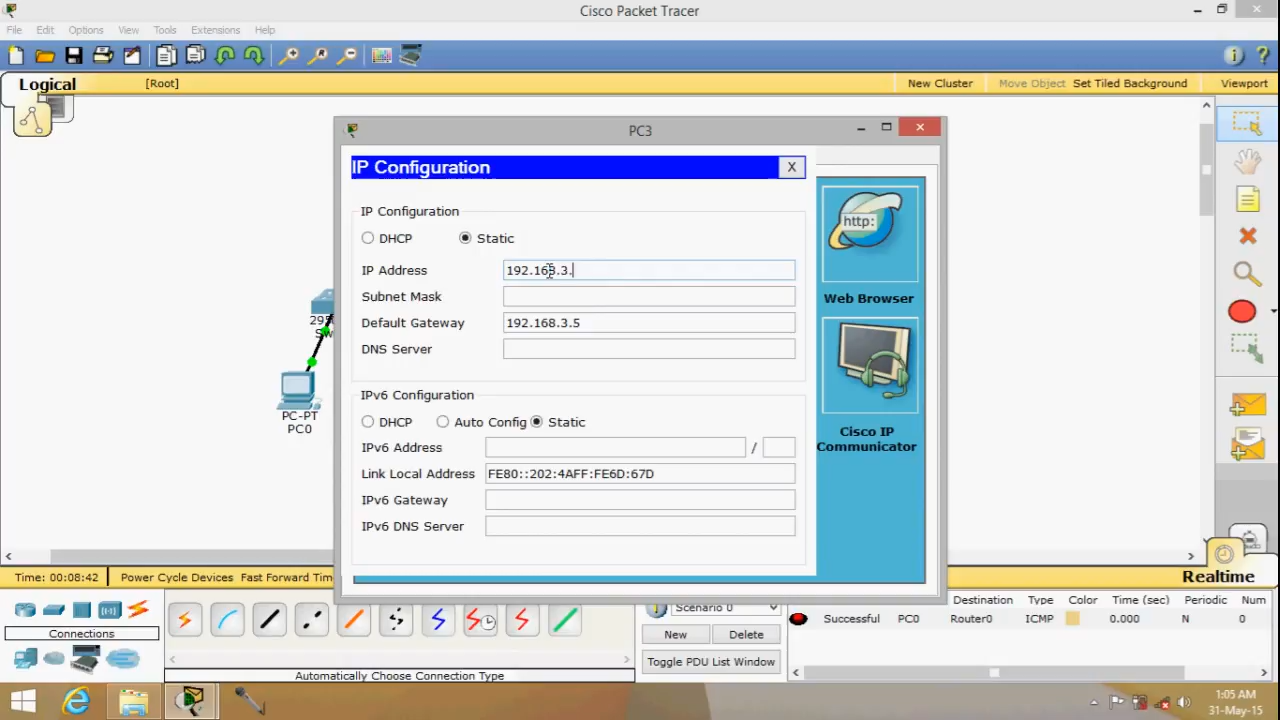 Cisco Packet Tracer
File Edit Options View Tools Extensions Help
Logical [Root] New Cluster Move Object Set Tiled Background Viewport
PC3
IP Configuration X
IP Configuration
DHCP Static
IP Address 192.168.3.
Subnet Mask
Default Gateway 192.168.3.5
DNS Server
IPv6 Configuration
DHCP Auto Config Static
IPv6 Address /
Link Local Address FE80::202:4AFF:FE6D:67D
IPv6 Gateway
IPv6 DNS Server
http:
Web Browser
Cisco IP
Communicator
PC-PT
PC0
Time: 00:08:42 Power Cycle Devices Fast Forward Tim
Realtime
Connections
Automatically Choose Connection Type
Scenario 0
New Delete
Toggle PDU List Window
Destination Type Color Time (sec) Periodic Num
Successful PC0 Router0 ICMP 0.000 N 0
1:05 AM
31-May-15